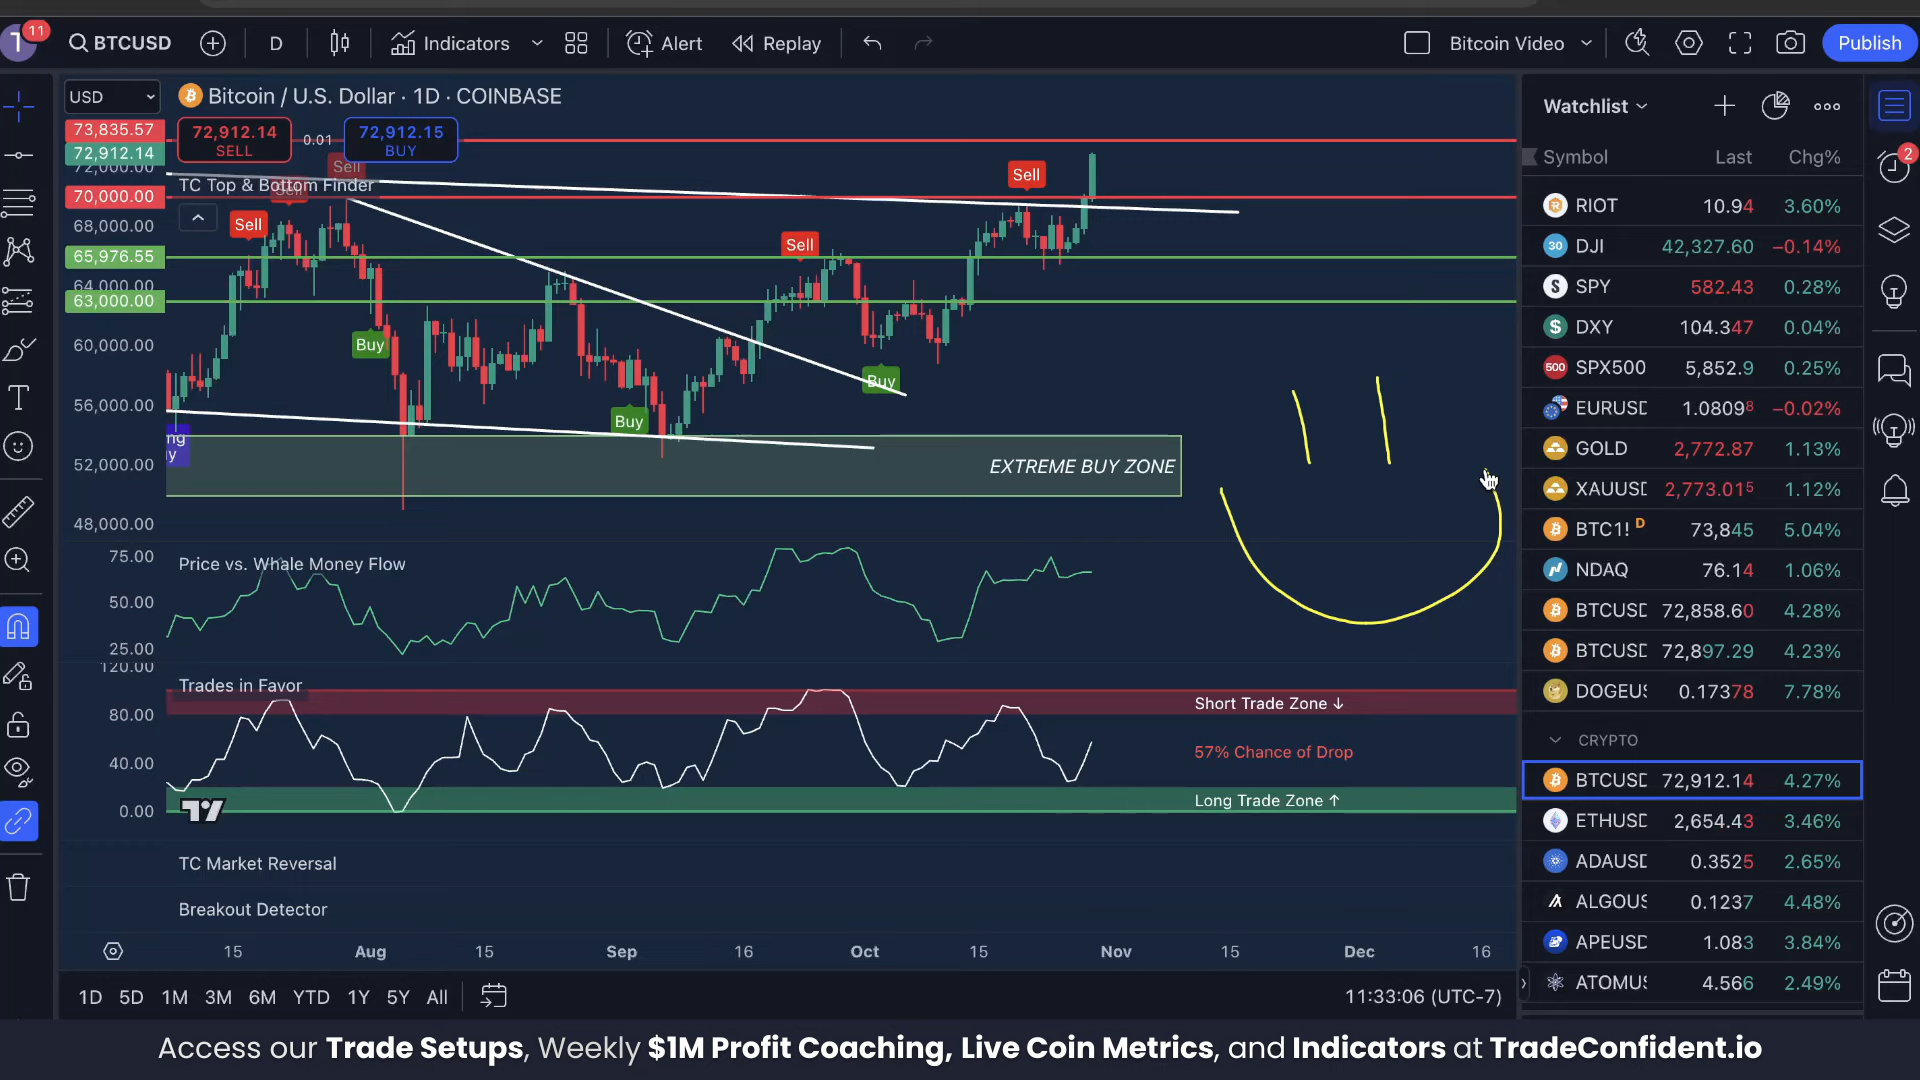 11
BTCUSD
D
Indicators
Alert
Replay
Bitcoin Video
Publish
USD
Bitcoin / U.S. Dollar · 1D · COINBASE
73,835.57
72,912.14
72,000.00
70,000.00
68,000.00
65,976.55
64,000.00
63,000.00
60,000.00
56,000.00
52,000.00
48,000.00
72,912.14
SELL
0.01
72,912.15
BUY
TC Top & Bottom Finder
Sell
Sell
Sell
Sell
Sell
Buy
Buy
Buy
ng
y
EXTREME BUY ZONE
Price vs. Whale Money Flow
75.00
50.00
25.00
Trades in Favor
120.00
80.00
40.00
0.00
Short Trade Zone ↓
57% Chance of Drop
Long Trade Zone ↑
TC Market Reversal
Breakout Detector
15 Aug 15 Sep 16 Oct 15 Nov 15 Dec 16
1D 5D 1M 3M 6M YTD 1Y 5Y All
11:33:06 (UTC-7)
Watchlist
2
Symbol Last Chg%
RIOT 10.94 3.60%
DJI 42,327.60 −0.14%
SPY 582.43 0.28%
DXY 104.347 0.04%
SPX500 5,852.9 0.25%
EURUSD 1.08098 −0.02%
GOLD 2,772.87 1.13%
XAUUSD 2,773.015 1.12%
BTC1! D 73,845 5.04%
NDAQ 76.14 1.06%
BTCUSD 72,858.60 4.28%
BTCUSD 72,897.29 4.23%
DOGEUS 0.17378 7.78%
CRYPTO
BTCUSD 72,912.14 4.27%
ETHUSD 2,654.43 3.46%
ADAUSD 0.3525 2.65%
ALGOUS 0.1237 4.48%
APEUSD 1.083 3.84%
ATOMUS 4.566 2.49%
Access our Trade Setups, Weekly $1M Profit Coaching, Live Coin Metrics, and Indicators at TradeConfident.io